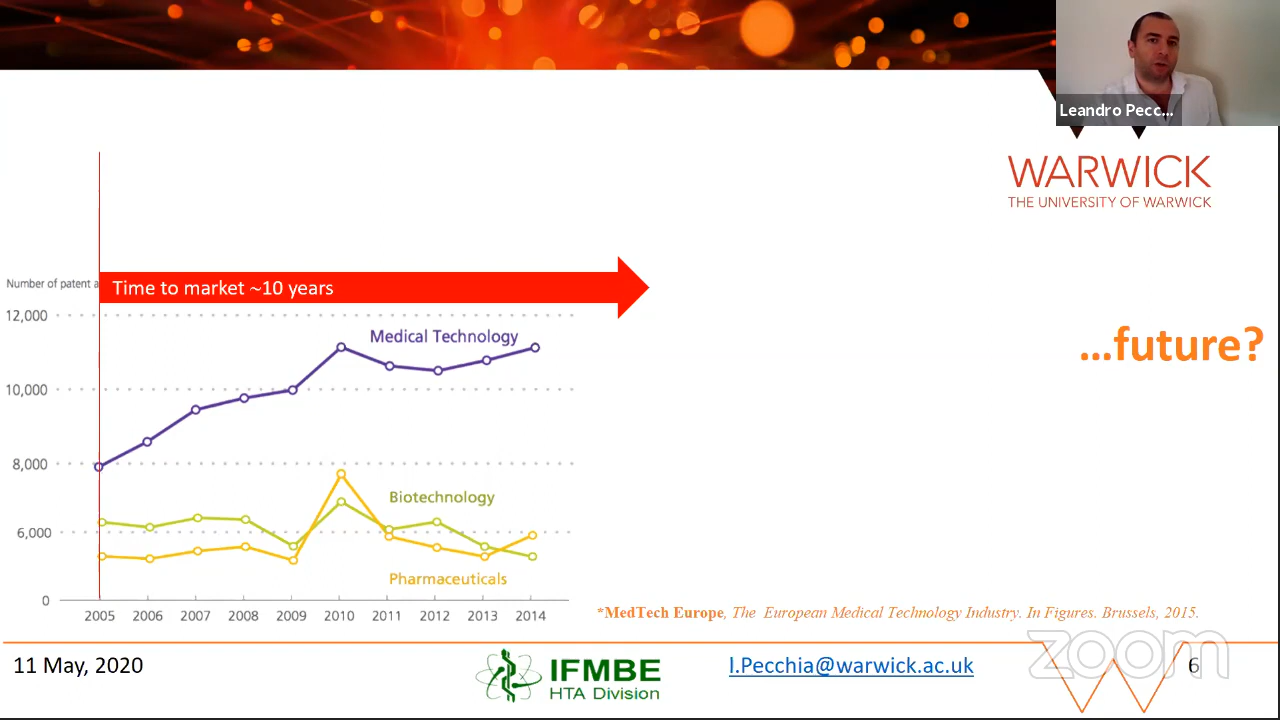 Leandro Pecc...
WARWICK
THE UNIVERSITY OF WARWICK
Number of patent a
Time to market ~10 years
12,000
Medical Technology
...future?
10,000
8,000
Biotechnology
6,000
Pharmaceuticals
0
2005 2006 2007 2008 2009 2010 2011 2012 2013 2014
*MedTech Europe, The European Medical Technology Industry. In Figures. Brussels, 2015.
zoom
11 May, 2020
IFMBE
HTA Division
l.Pecchia@warwick.ac.uk
6